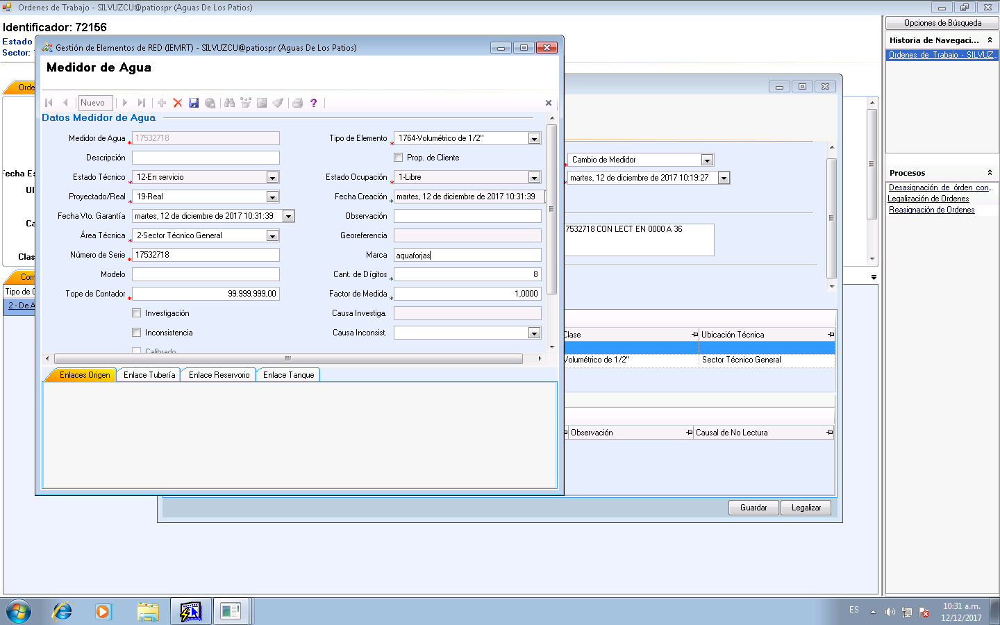 Ordenes de Trabajo - SILVUZCU@patiospr (Aguas De Los Patios)
Identificador: 72156
Estado
Sector:
Orde
Fecha Es
Ul
Ca
Clas
Com
Tipo de C
2 - De A
Gestión de Elementos de RED (IEMRT) - SILVUZCU@patiospr (Aguas De Los Patios)
Medidor de Agua
Nuevo
Datos Medidor de Agua
Medidor de Agua * 17532718
Tipo de Elemento * 1764-Volumétrico de 1/2"
Descripción
Prop. de Cliente
Estado Técnico * 12-En servicio
Estado Ocupación * 1-Libre
Proyectado/Real * 19-Real
Fecha Creación martes, 12 de diciembre de 2017 10:31:39
Fecha Vto. Garantía martes, 12 de diciembre de 2017 10:31:39
Observación
Área Técnica * 2-Sector Técnico General
Georeferencia
Número de Serie * 17532718
Marca aquaforjas
Modelo
Cant. de Dígitos * 8
Tope de Contador * 99.999.999,00
Factor de Medida * 1,0000
Investigación
Causa Investiga.
Inconsistencia
Causa Inconsist.
Calibrado
Enlaces Origen Enlace Tubería Enlace Reservorio Enlace Tanque
* Cambio de Medidor
* martes, 12 de diciembre de 2017 10:19:27
7532718 CON LECT EN 0000 A 36
Clase Ubicación Técnica
Volumétrico de 1/2" Sector Técnico General
Observación Causal de No Lectura
Guardar Legalizar
Opciones de Búsqueda
Historia de Navegaci...
Ordenes de Trabajo - SILVUZ...
Procesos
Desasignación de órden con...
Legalización de Ordenes
Reasignación de Ordenes
ES
10:31 a.m.
12/12/2017